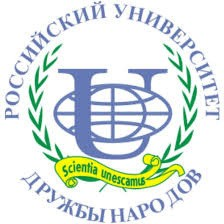 РОССИЙСКИЙ УНИВЕРСИТЕТ
Scientia unescamus
ДРУЖБЫ НАРОДОВ